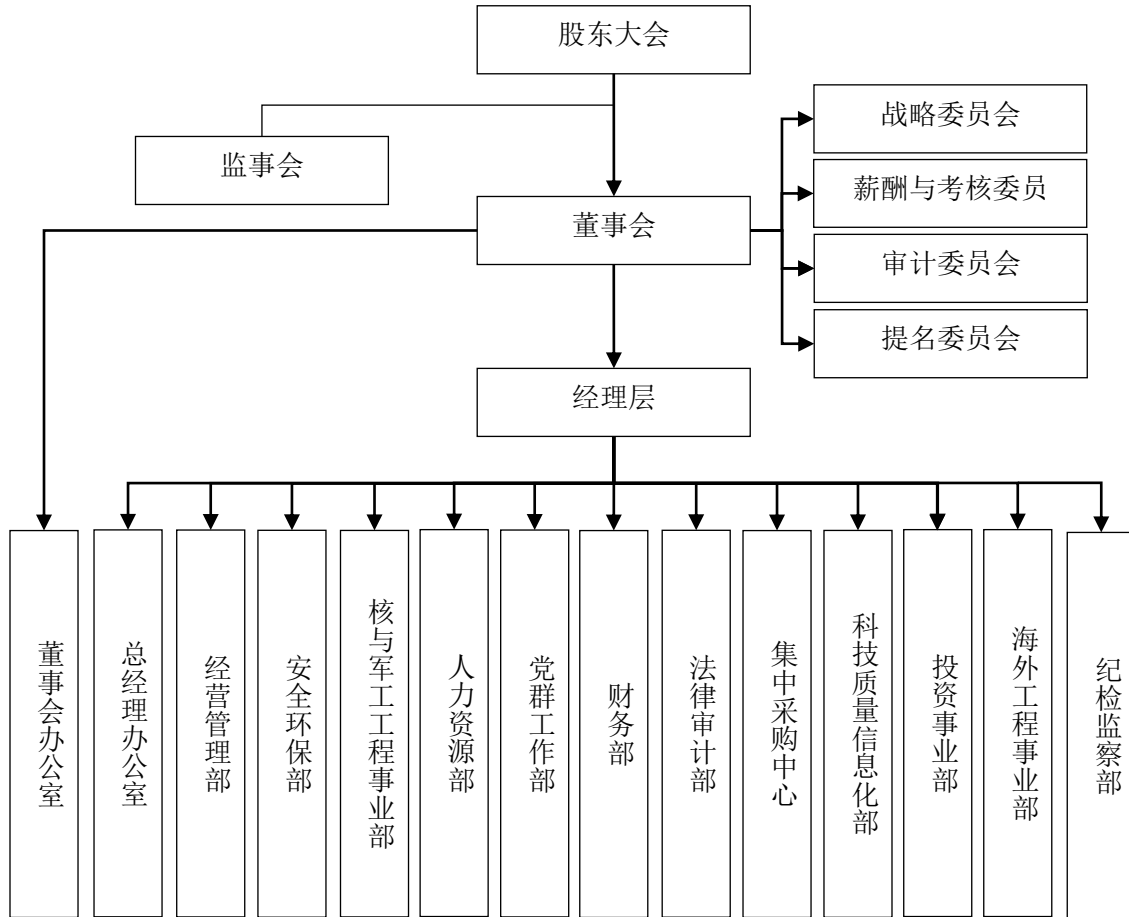 股东大会
战略委员会
监事会
薪酬与考核委员
董事会
审计委员会
提名委员会
经理层
董事会办公室
总经理办公室
经营管理部
安全环保部
核与军工工程事业部
人力资源部
党群工作部
财务部
法律审计部
集中采购中心
科技质量信息化部
投资事业部
海外工程事业部
纪检监察部